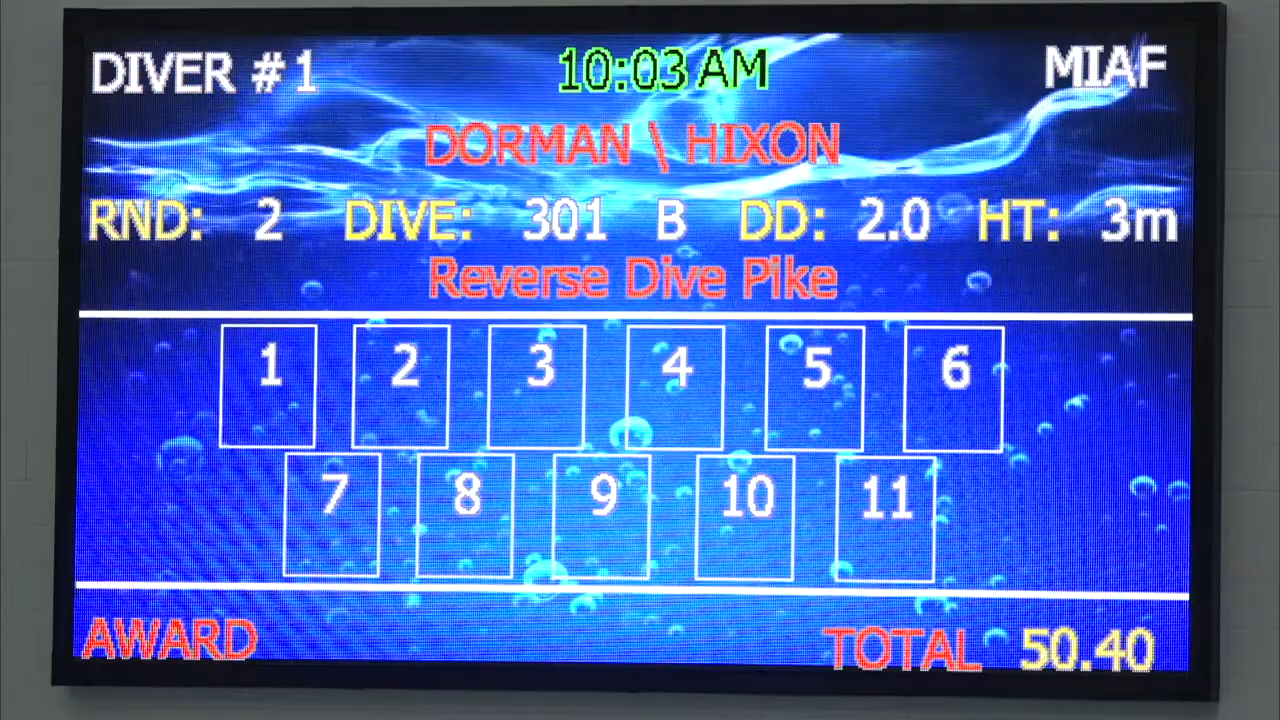 DIVER #1 10:03 AM MIAF
DORMAN \ HIXON
RND: 2 DIVE: 301 B DD: 2.0 HT: 3m
Reverse Dive Pike
1 2 3 4 5 6
7 8 9 10 11
AWARD TOTAL 50.40